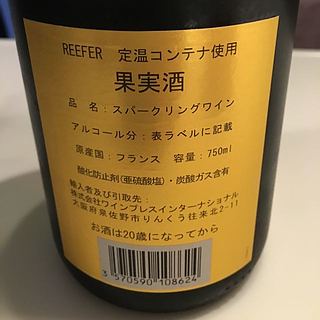 REEFER 定温コンテナ使用
果実酒
品 名：スパークリングワイン
アルコール分：表ラベルに記載
原産国：フランス 容量：750ml
酸化防止剤(亜硫酸塩)・炭酸ガス含有
輸入者及び引取先：
株式会社ワインプレスインターナショナル
大阪府泉佐野市りんくう往来北2-11
お酒は20歳になってから
3 570590 108624